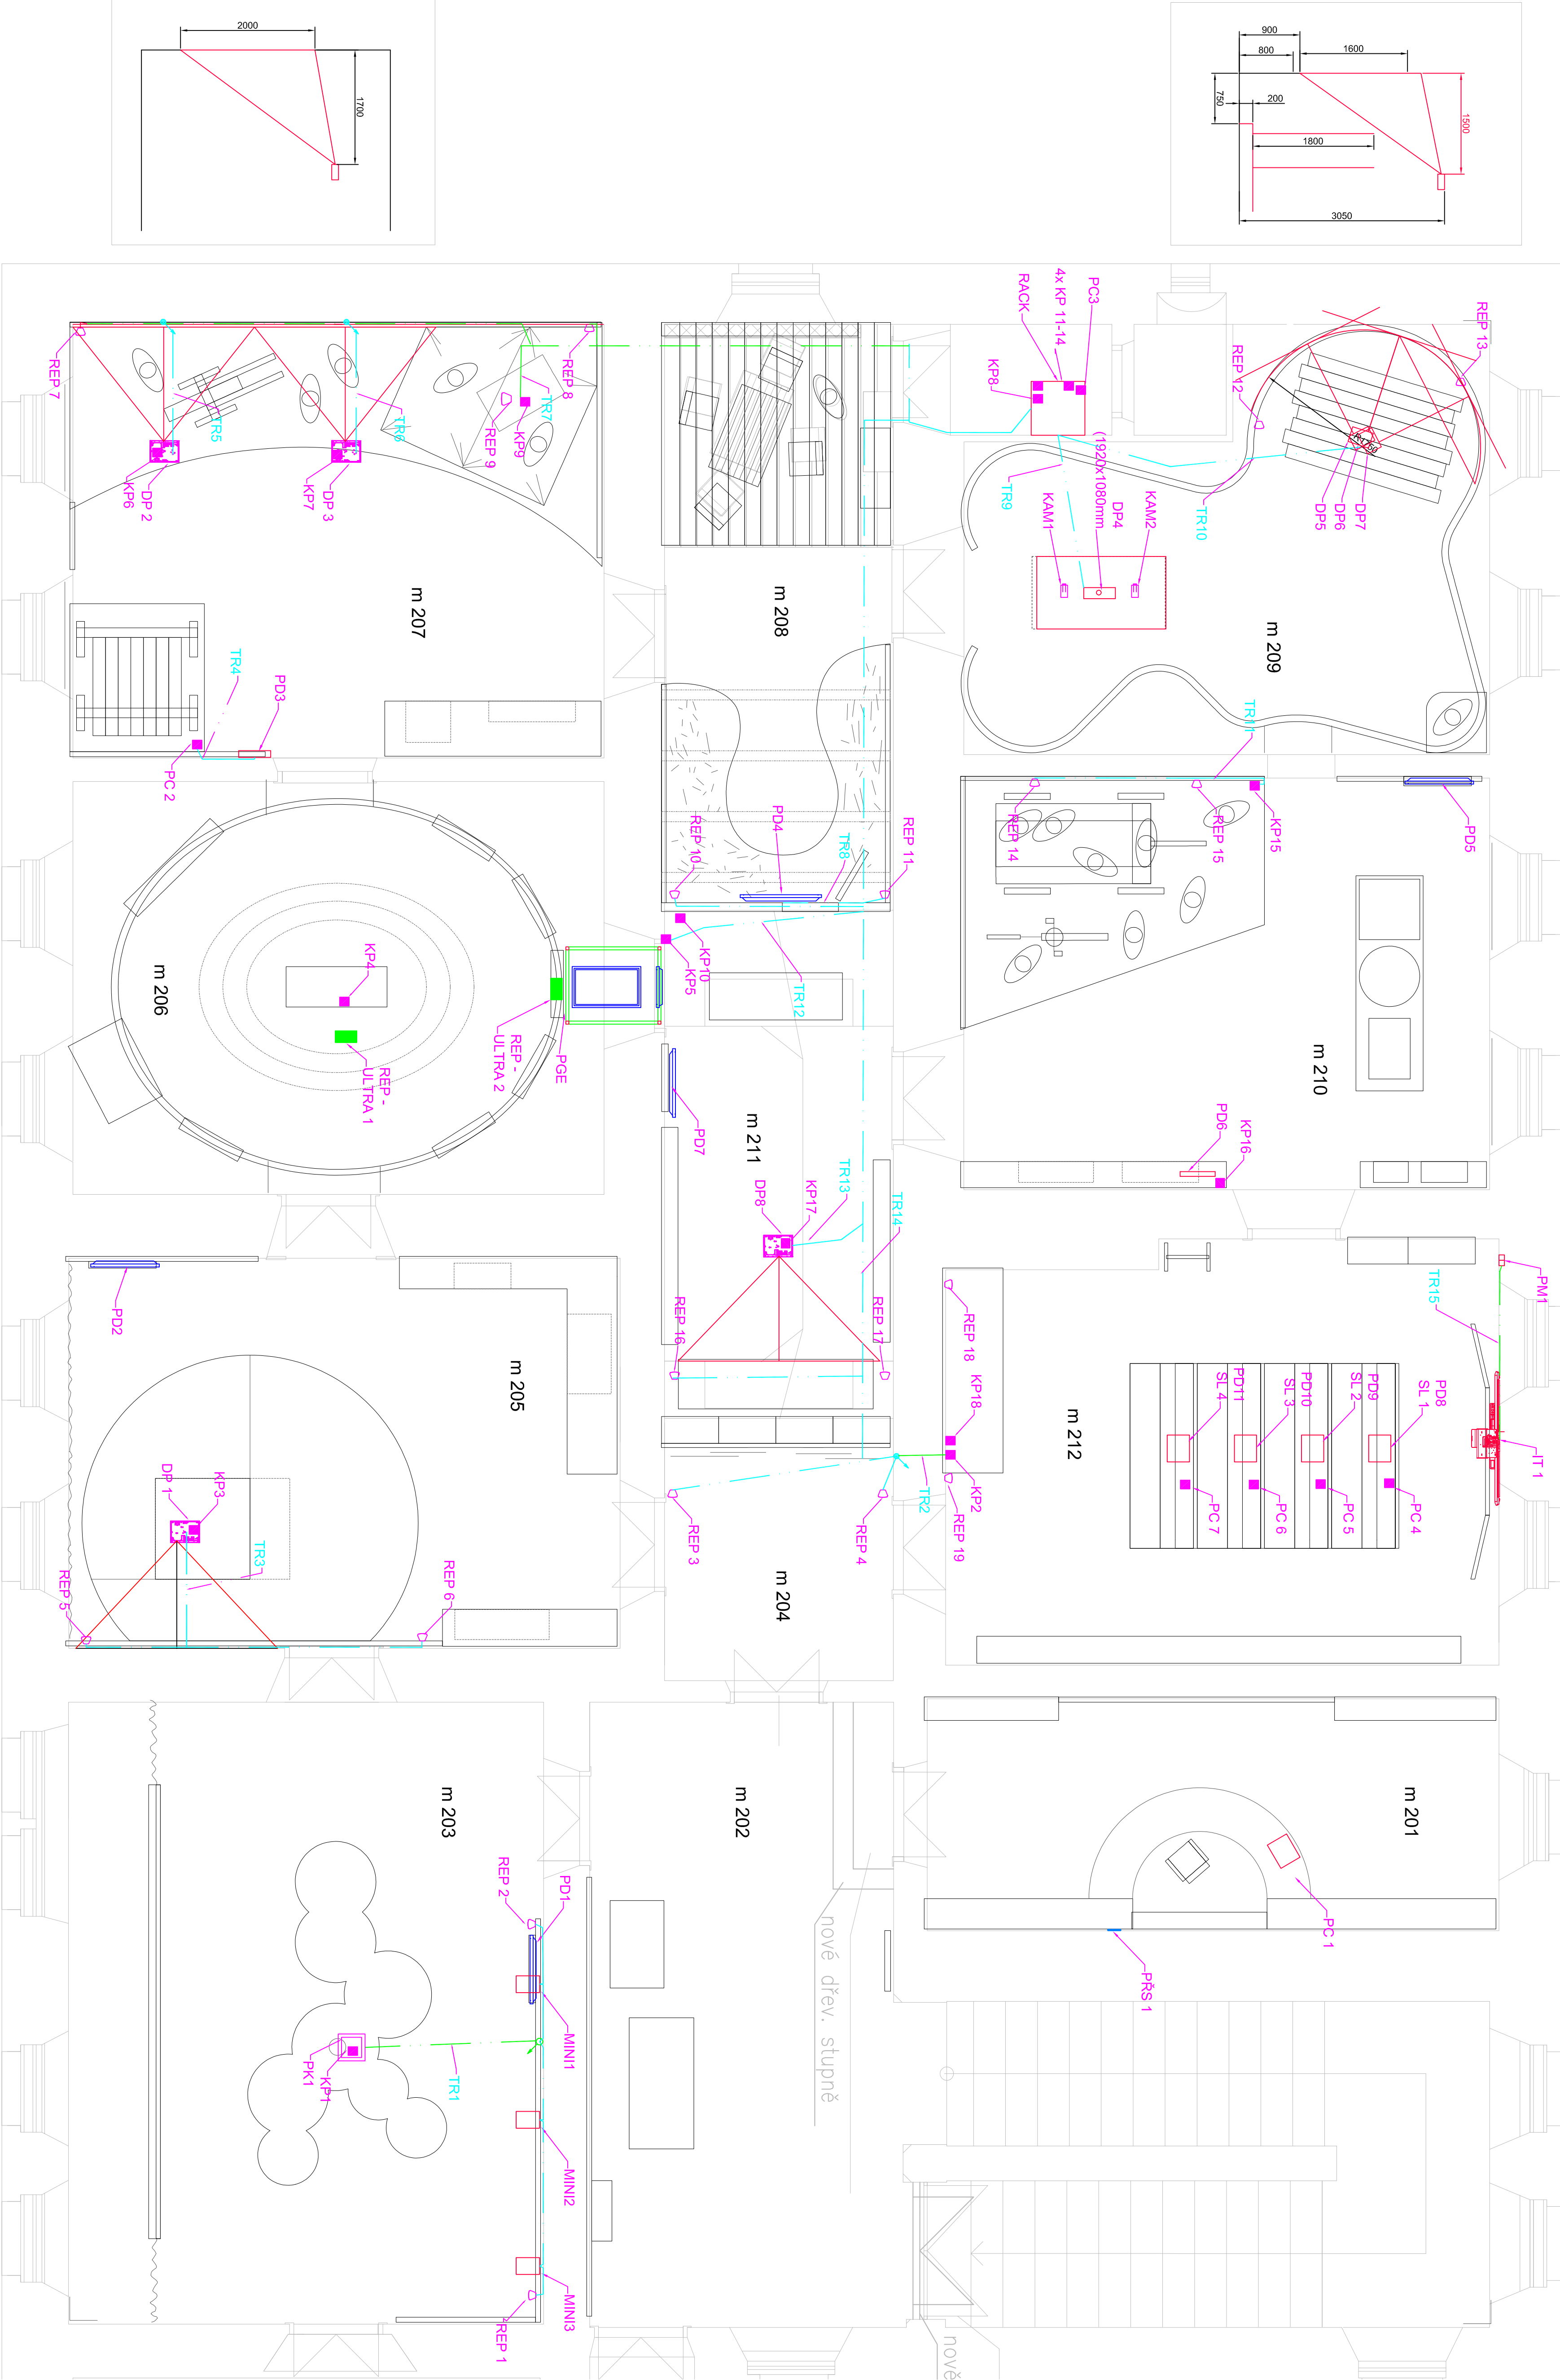 2000
1700
900
800
1600
750
200
1500
1800
3050
REP 7
REP 8
TR5
TR6
TR7
REP 9
KP9
KP6
DP 2
KP7
DP 3
m 207
TR4
PD3
PC 2
m 208
RACK
4x KP 11-14
PC3
KP8
(1920x1080mm
DP4
KAM1
KAM2
TR9
TR10
REP 12
REP 13
R1750
DP5
DP6
DP7
m 209
TR11
REP 10
PD4
TR8
REP 11
KP10
KP5
TR12
REP 14
REP 15
KP15
PD5
m 210
PD6
KP16
KP4
m 206
REP -
ULTRA 1
REP -
ULTRA 2
PGE
PD7
m 211
TR13
TR14
DP8
KP17
REP 16
REP 17
PD2
m 205
DP 1
KP3
TR3
REP 5
REP 6
REP 18
KP18
KP2
REP 19
TR2
REP 3
REP 4
m 204
PM1
TR15
IT 1
PD8
SL 1
PD9
SL 2
PD10
SL 3
PD11
SL 4
m 212
PC 4
PC 5
PC 6
PC 7
m 203
m 202
m 201
PC 1
PŘS 1
REP 2
PD1
MINI1
MINI2
MINI3
REP 1
PK1
KP1
TR1
nové dřev. stupně
nově